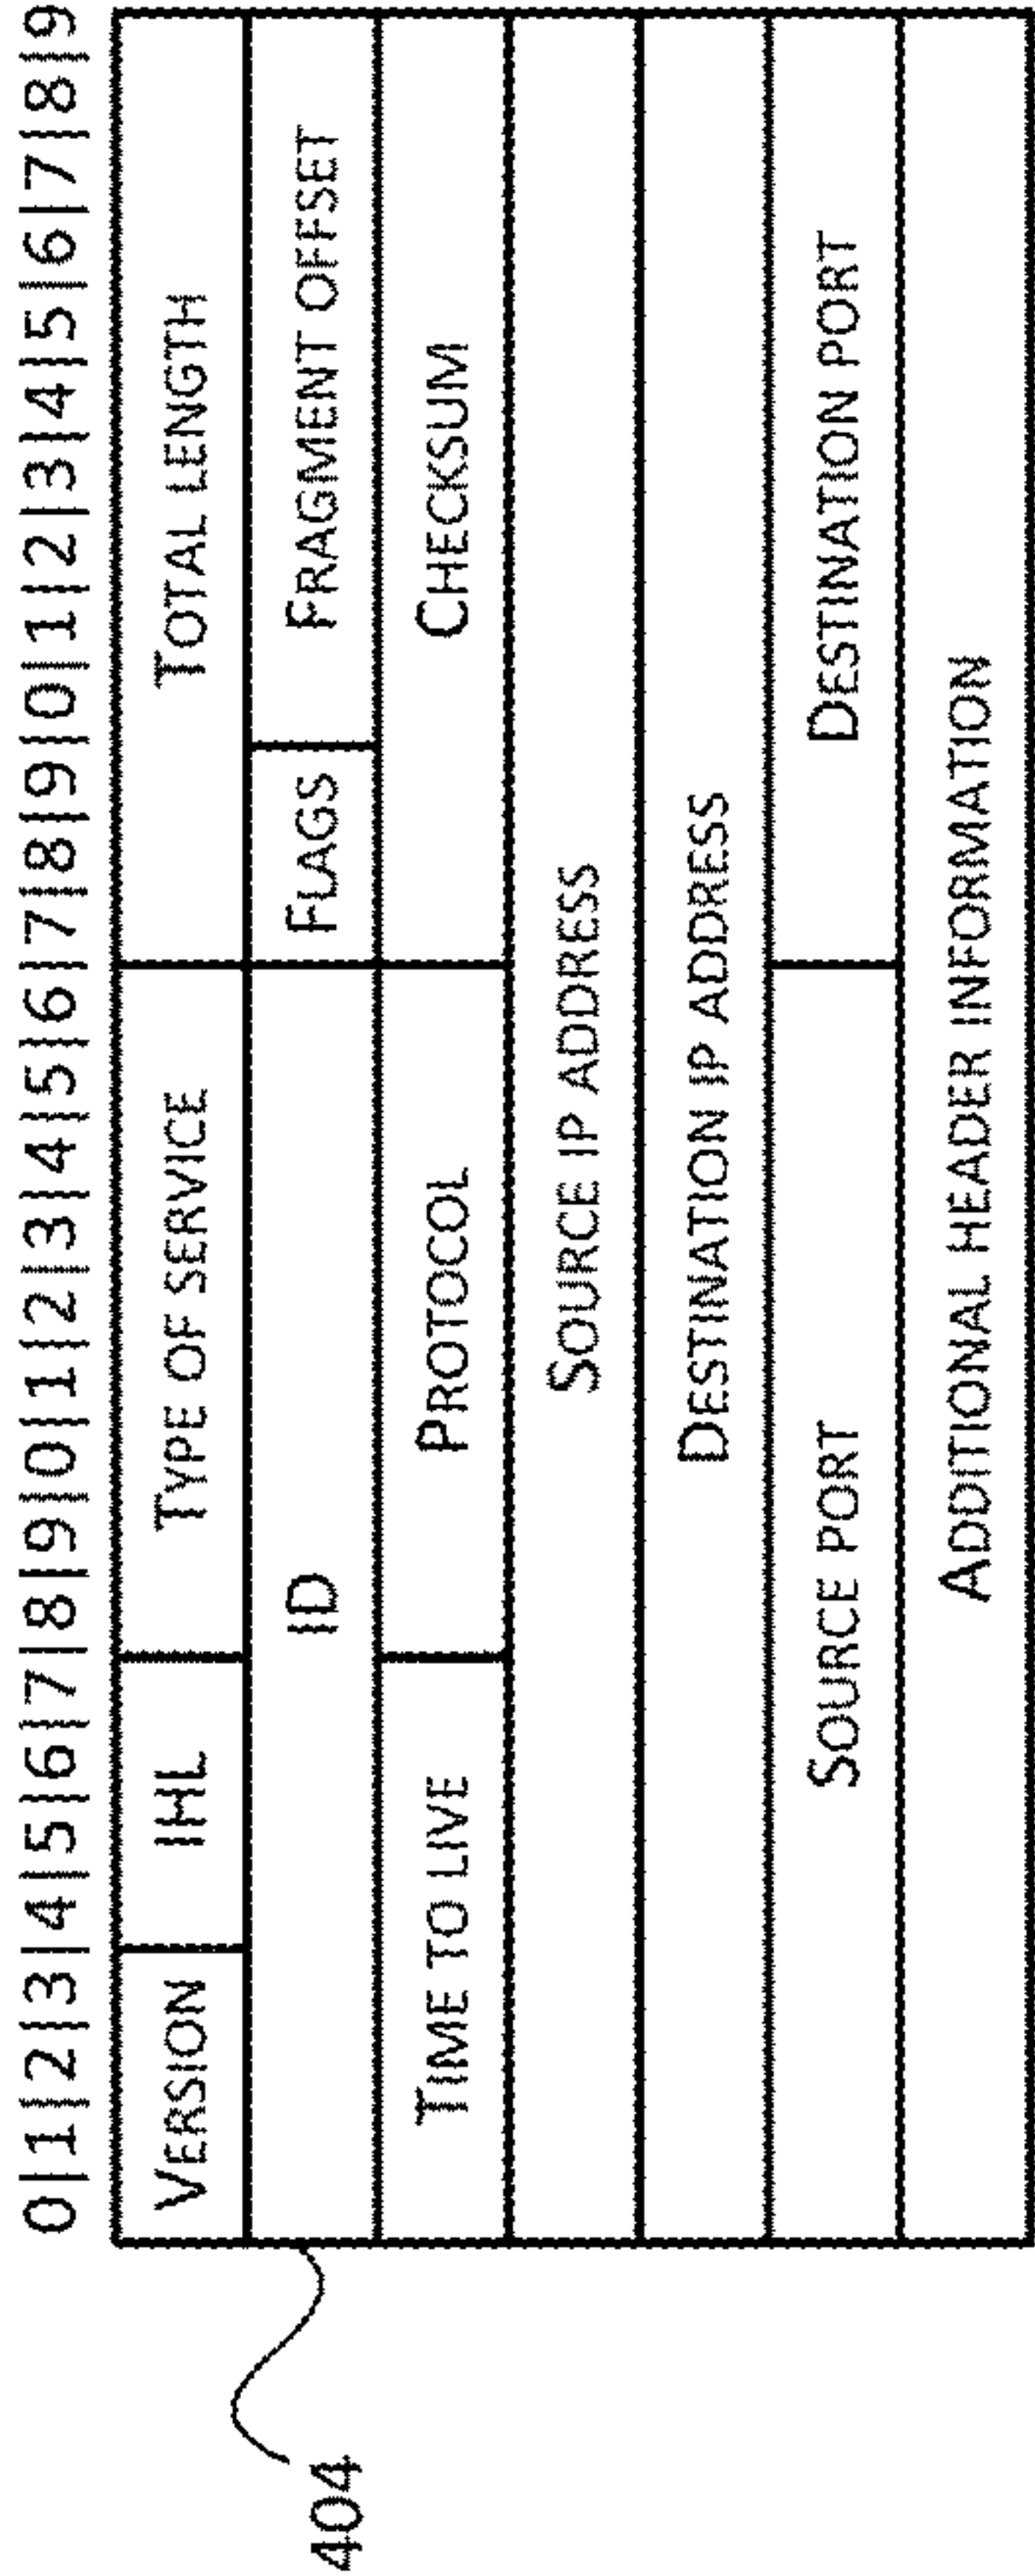 0|1|2|3|4|5|6|7|8|9|0|1|2|3|4|5|6|7|8|9|0|1|2|3|4|5|6|7|8|9
VERSION IHL TYPE OF SERVICE TOTAL LENGTH
ID FLAGS FRAGMENT OFFSET
TIME TO LIVE PROTOCOL CHECKSUM
SOURCE IP ADDRESS
DESTINATION IP ADDRESS
SOURCE PORT DESTINATION PORT
ADDITIONAL HEADER INFORMATION
404